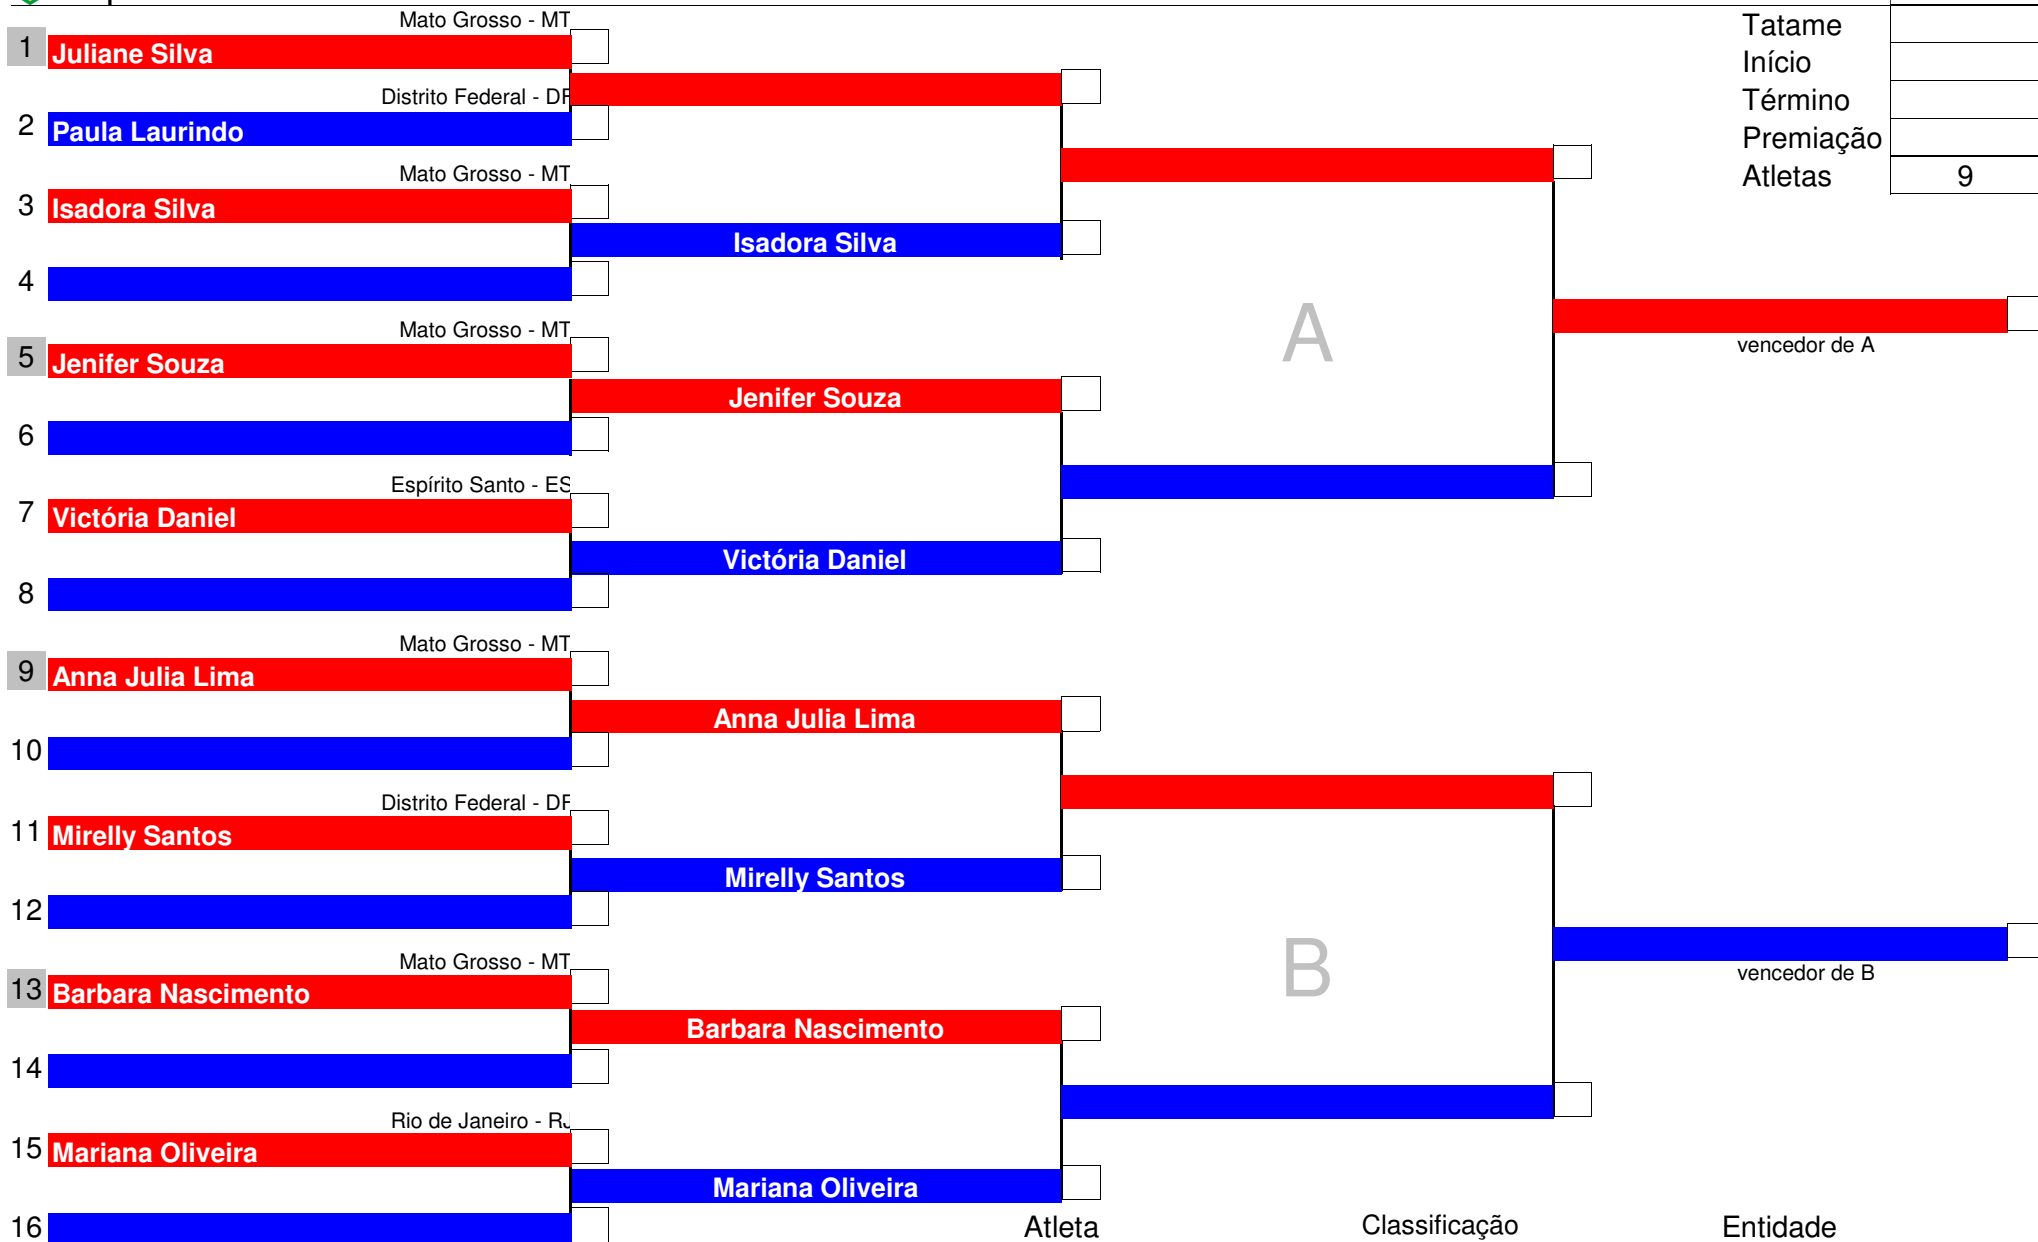 Mato Grosso - MT
1 Juliane Silva
Distrito Federal - DF
2 Paula Laurindo
Mato Grosso - MT
3 Isadora Silva
Isadora Silva
4
Mato Grosso - MT
5 Jenifer Souza
Jenifer Souza
6
Espírito Santo - ES
7 Victória Daniel
Victória Daniel
8
Mato Grosso - MT
9 Anna Julia Lima
Anna Julia Lima
10
Distrito Federal - DF
11 Mirelly Santos
Mirelly Santos
12
Mato Grosso - MT
13 Barbara Nascimento
Barbara Nascimento
14
Rio de Janeiro - RJ
15 Mariana Oliveira
Mariana Oliveira
16
A
vencedor de A
B
vencedor de B
Tatame
Início
Término
Premiação
Atletas 9
Atleta Classificação Entidade